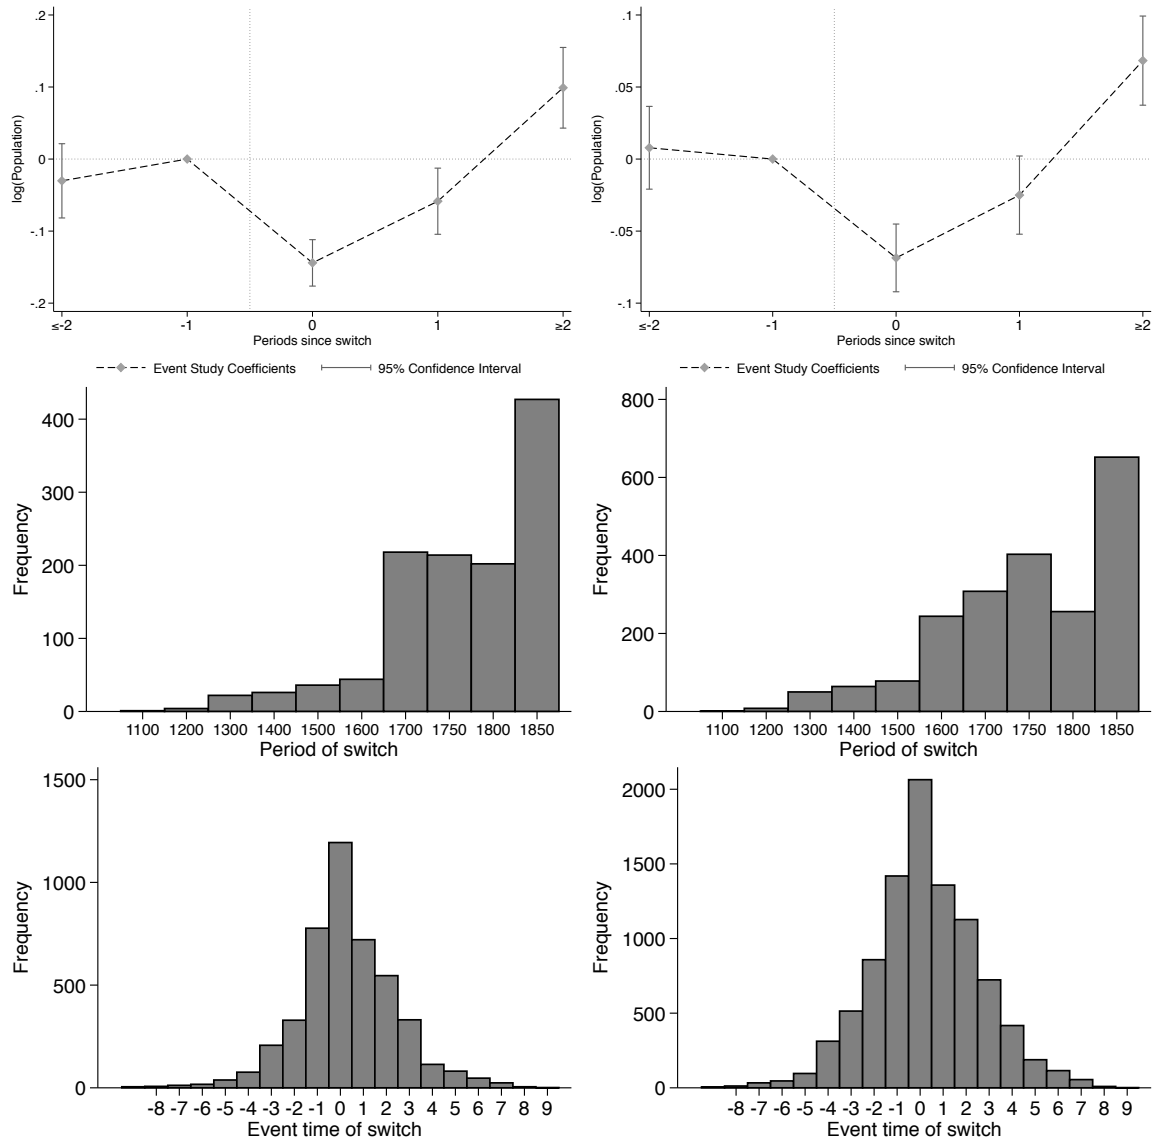 .2
.1
0
-.1
-.2
log(Population)
≤-2 -1 0 1 ≥2
Periods since switch
Event Study Coefficients 95% Confidence Interval
.1
.05
0
-.05
-.1
log(Population)
≤-2 -1 0 1 ≥2
Periods since switch
Event Study Coefficients 95% Confidence Interval
400
300
200
100
0
Frequency
1100 1200 1300 1400 1500 1600 1700 1750 1800 1850
Period of switch
800
600
400
200
0
Frequency
1100 1200 1300 1400 1500 1600 1700 1750 1800 1850
Period of switch
1500
1000
500
0
Frequency
-8 -7 -6 -5 -4 -3 -2 -1 0 1 2 3 4 5 6 7 8 9
Event time of switch
2000
1500
1000
500
0
Frequency
-8 -7 -6 -5 -4 -3 -2 -1 0 1 2 3 4 5 6 7 8 9
Event time of switch